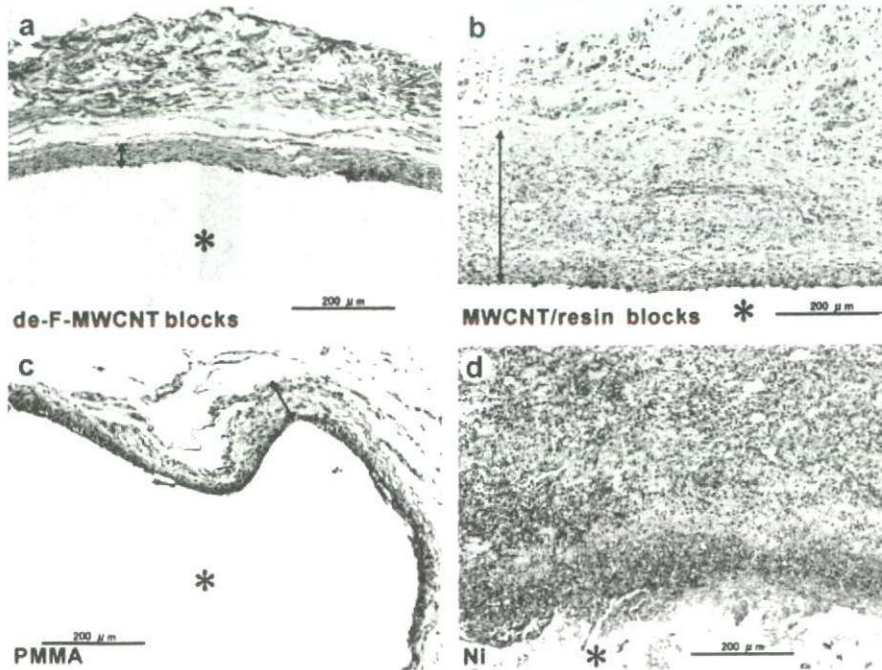 a
b
200 µm
de-F-MWCNT blocks
*
200 µm
MWCNT/resin blocks *
c
d
*
200 µm
PMMA
200 µm
Ni *